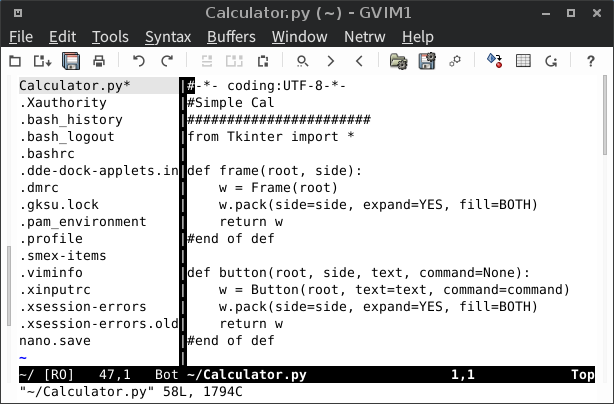 Calculator.py (~) - GVIM1
File Edit Tools Syntax Buffers Window Netrw Help
Calculator.py*
.Xauthority
.bash_history
.bash_logout
.bashrc
.dde-dock-applets.in
.dmrc
.gksu.lock
.pam_environment
.profile
.smex-items
.viminfo
.xinputrc
.xsession-errors
.xsession-errors.old
nano.save
~
~/ [RO] 47,1 Bot
#-*- coding:UTF-8-*-
#Simple Cal
#######################
from Tkinter import *
def frame(root, side):
    w = Frame(root)
    w.pack(side=side, expand=YES, fill=BOTH)
    return w
#end of def
def button(root, side, text, command=None):
    w = Button(root, text=text, command=command)
    w.pack(side=side, expand=YES, fill=BOTH)
    return w
#end of def
~/Calculator.py 1,1 Top
"~/Calculator.py" 58L, 1794C